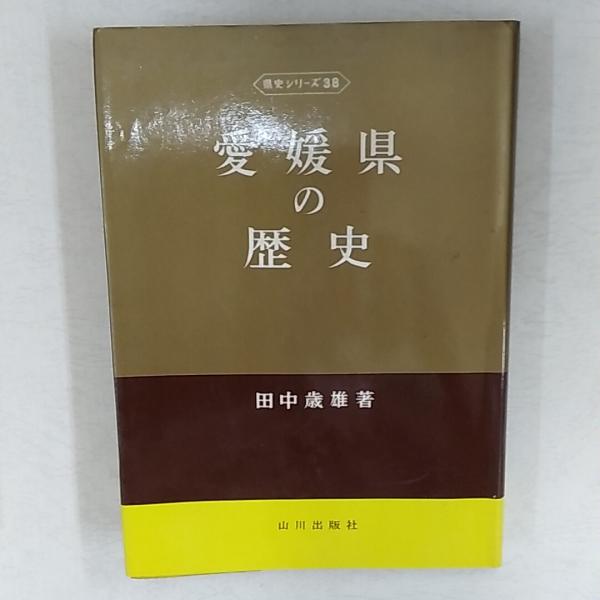 県史シリーズ38
愛媛県
の
歴史
田中歳雄著
山川出版社